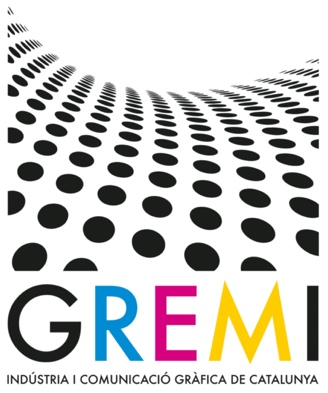 GREMI
INDÚSTRIA I COMUNICACIÓ GRÀFICA DE CATALUNYA